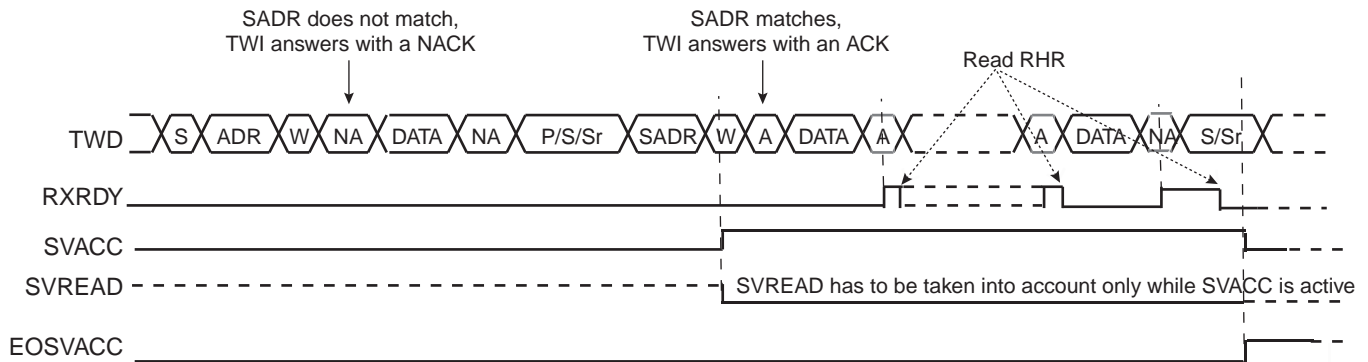 SADR does not match,
TWI answers with a NACK
SADR matches,
TWI answers with an ACK
Read RHR
TWD S ADR W NA DATA NA P/S/Sr SADR W A DATA A A DATA NA S/Sr
RXRDY
SVACC
SVREAD SVREAD has to be taken into account only while SVACC is active
EOSVACC